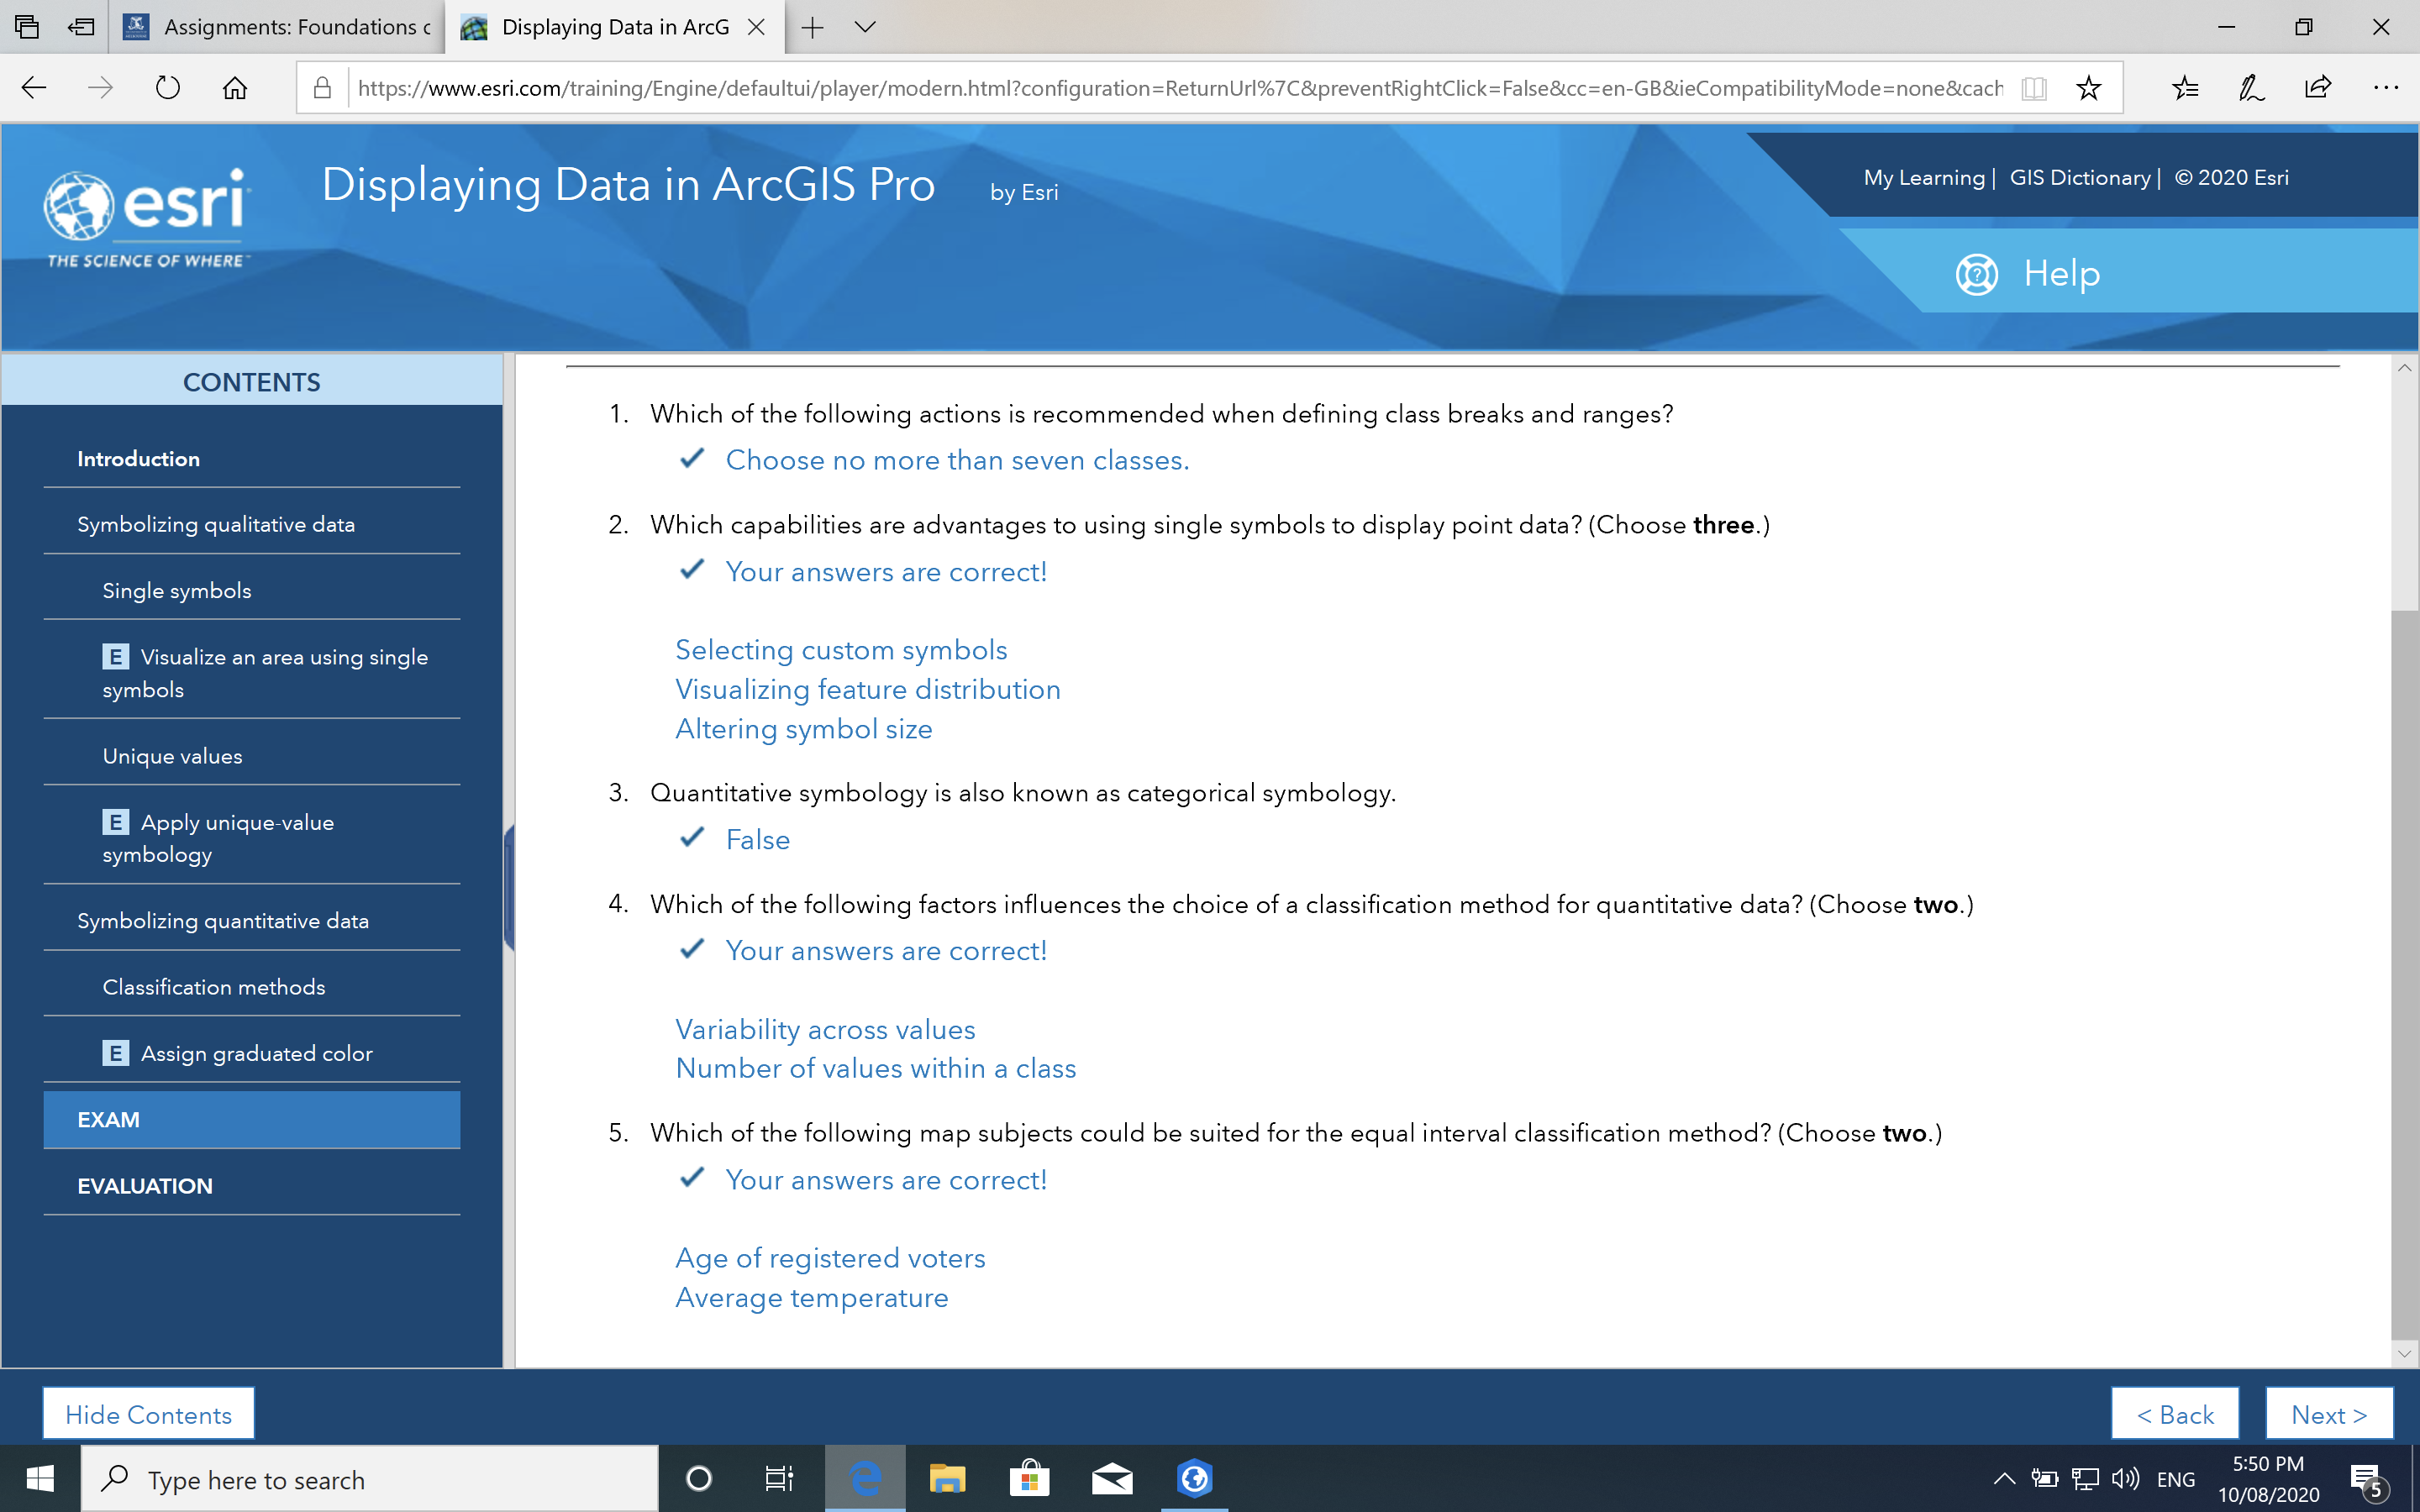 Assignments: Foundations c
Displaying Data in ArcG
https://www.esri.com/training/Engine/defaultui/player/modern.html?configuration=ReturnUrl%7C&preventRightClick=False&cc=en-GB&ieCompatibilityMode=none&cach
esri
THE SCIENCE OF WHERE
Displaying Data in ArcGIS Pro by Esri
My Learning | GIS Dictionary | © 2020 Esri
Help
CONTENTS
Introduction
Symbolizing qualitative data
Single symbols
E Visualize an area using single
symbols
Unique values
E Apply unique-value
symbology
Symbolizing quantitative data
Classification methods
E Assign graduated color
EXAM
EVALUATION
1. Which of the following actions is recommended when defining class breaks and ranges?
Choose no more than seven classes.
2. Which capabilities are advantages to using single symbols to display point data? (Choose three.)
Your answers are correct!
Selecting custom symbols
Visualizing feature distribution
Altering symbol size
3. Quantitative symbology is also known as categorical symbology.
False
4. Which of the following factors influences the choice of a classification method for quantitative data? (Choose two.)
Your answers are correct!
Variability across values
Number of values within a class
5. Which of the following map subjects could be suited for the equal interval classification method? (Choose two.)
Your answers are correct!
Age of registered voters
Average temperature
Hide Contents
< Back
Next >
Type here to search
ENG
5:50 PM
10/08/2020
5